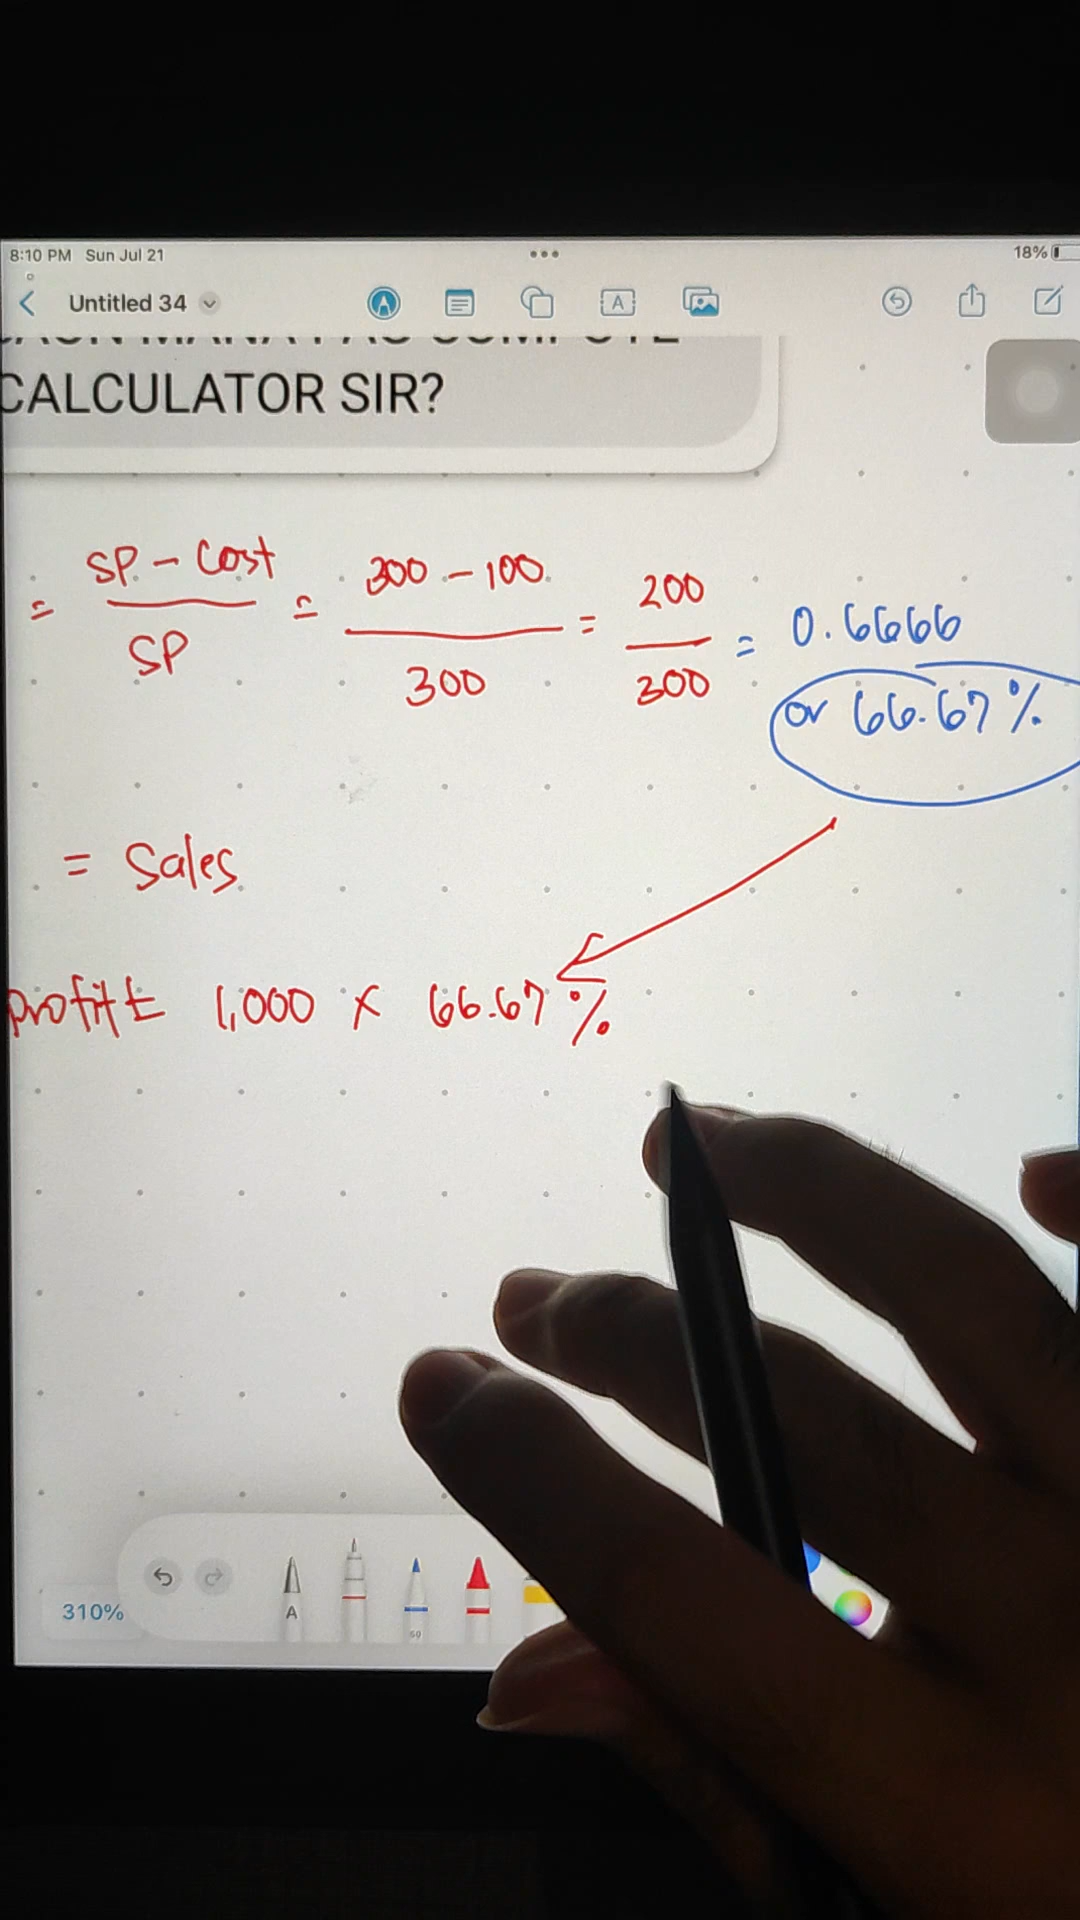 8:10 PM Sun Jul 21
18%
Untitled 34
A
CALCULATOR SIR?
= SP - Cost / SP = 300 - 100 / 300 = 200 / 300 = 0.6666
or 66.67%
= Sales
profit 1,000 x 66.67%
310%
A
50